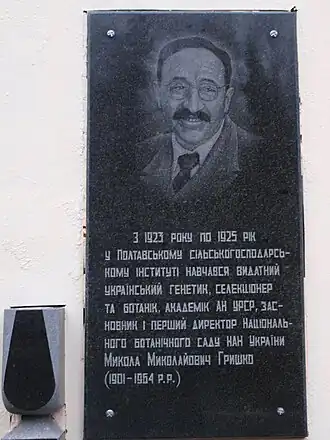 З 1923 року по 1925 рік
у Полтавському сільськогосподарсь-
кому інституті навчався видатний
український генетик, селекціонер
та ботанік, академік АН УРСР, зас-
новник і перший директор Національ-
ного ботанічного саду НАН України
Микола Миколайович Гришко
(1901-1964 р.р.)